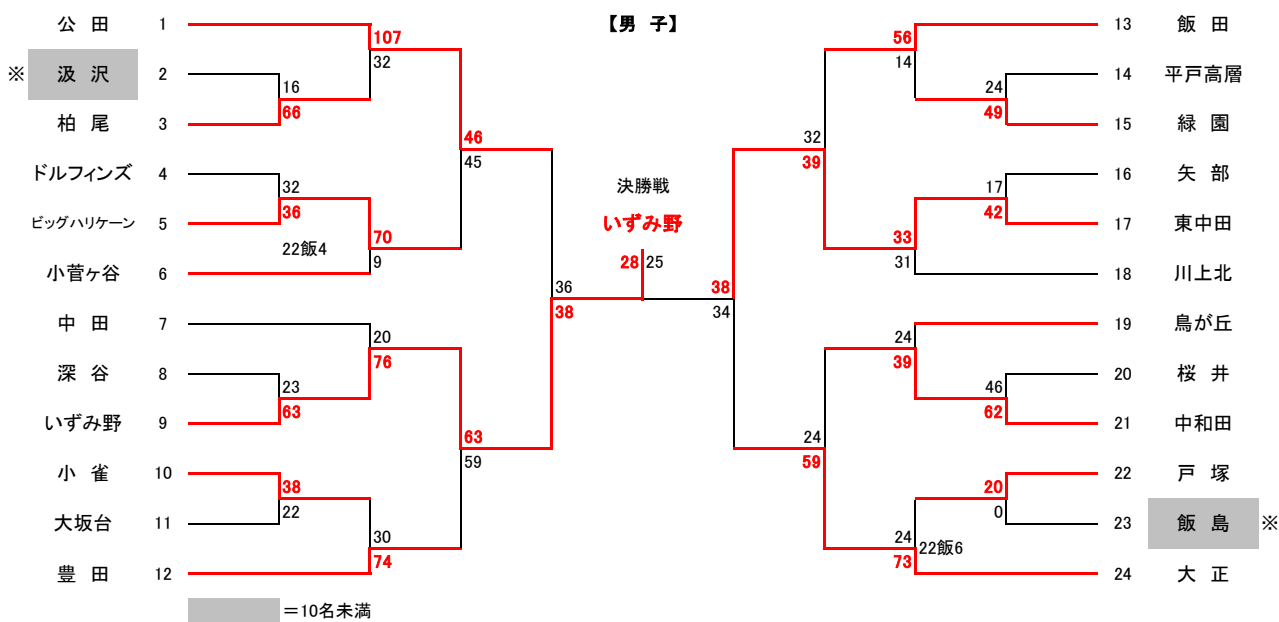 【男 子】
公 田 1
※ 汲 沢 2
柏 尾 3
ドルフィンズ 4
ビッグハリケーン 5
小菅ヶ谷 6
中 田 7
深 谷 8
いずみ野 9
小 雀 10
大坂台 11
豊 田 12
16
66
32
36
23
63
38
22
107
32
70
9
22飯4
20
76
30
74
46
45
63
59
36
38
決勝戦
いずみ野
28 25
38
34
32
39
24
59
56
14
33
31
24
39
24
22飯6
73
24
49
17
42
46
62
20
0
13 飯 田
14 平戸高層
15 緑 園
16 矢 部
17 東中田
18 川上北
19 鳥が丘
20 桜 井
21 中和田
22 戸 塚
23 飯 島 ※
24 大 正
＝10名未満